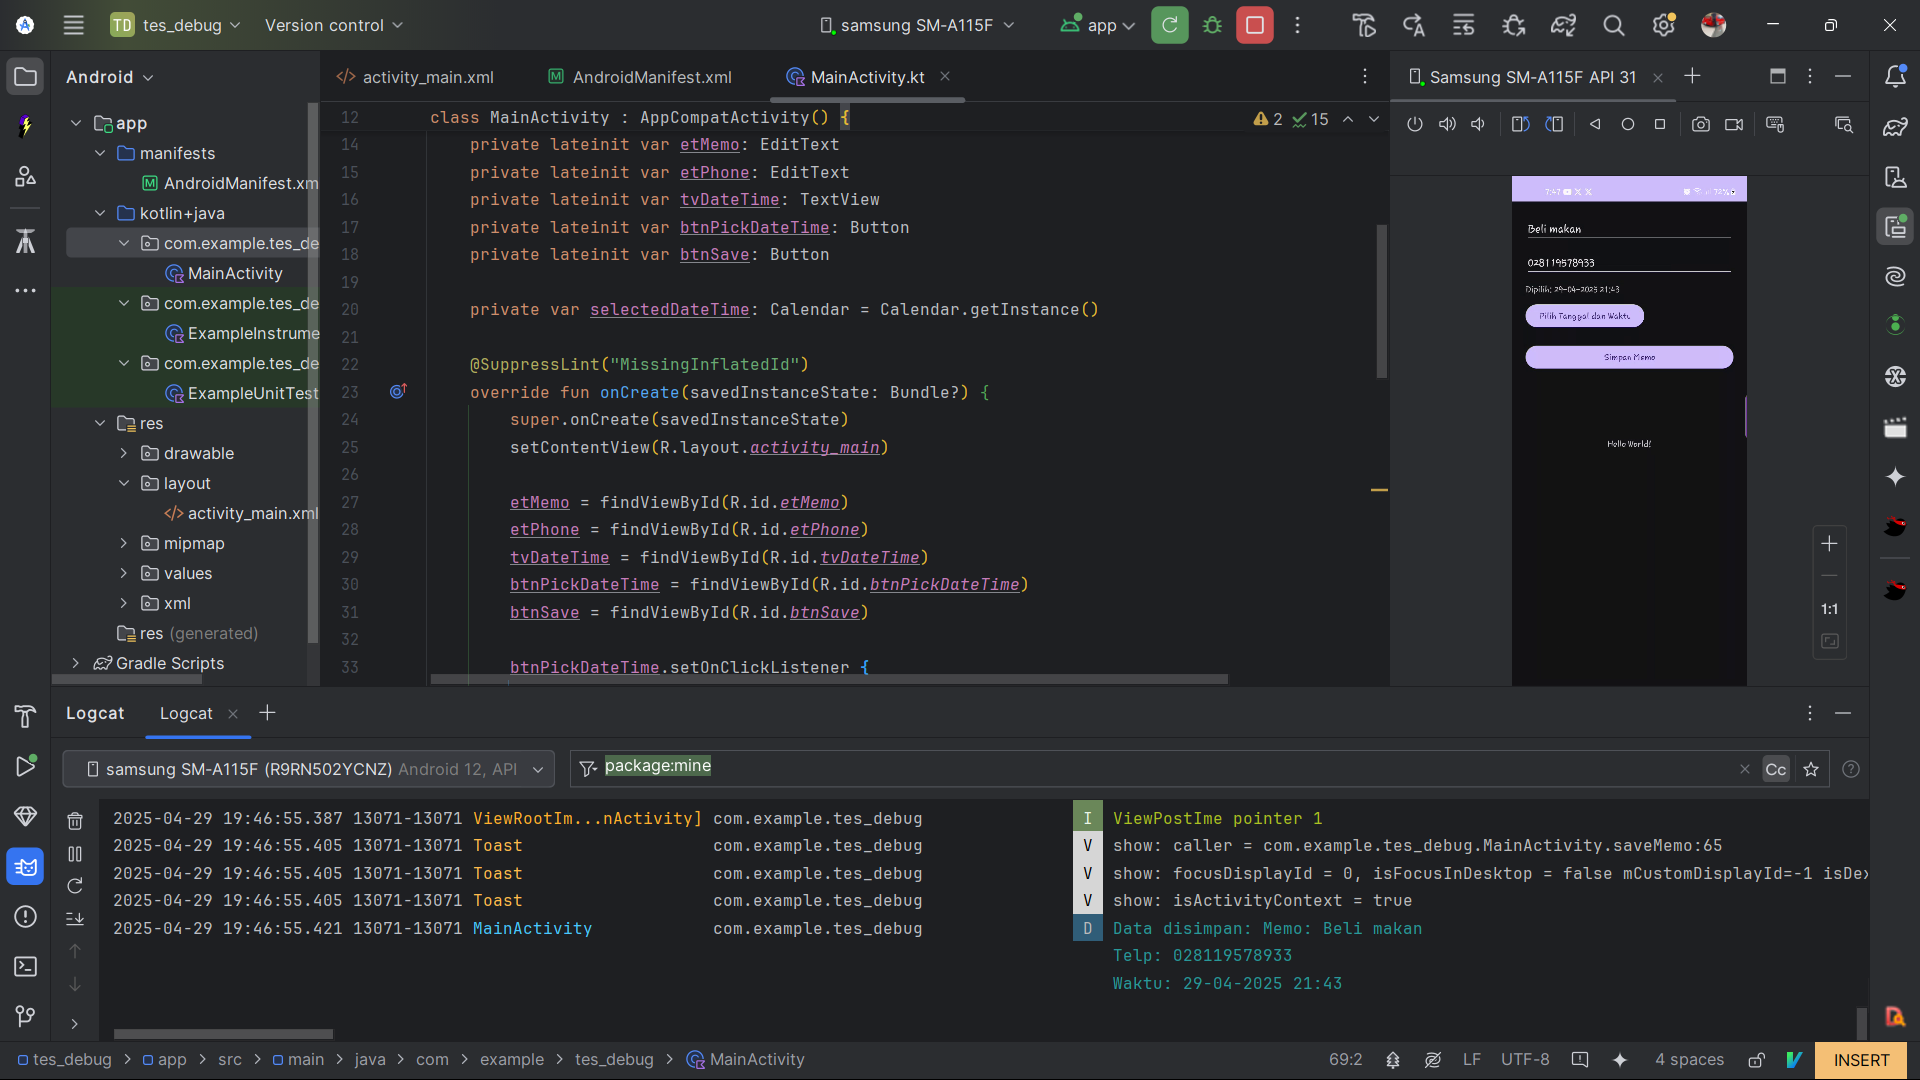 TD tes_debug Version control samsung SM-A115F app
Android
app
manifests
AndroidManifest.xm
kotlin+java
com.example.tes_de
MainActivity
com.example.tes_de
ExampleInstrume
com.example.tes_de
ExampleUnitTest
res
drawable
layout
activity_main.xml
mipmap
values
xml
res (generated)
Gradle Scripts
activity_main.xml AndroidManifest.xml MainActivity.kt
12 class MainActivity : AppCompatActivity() {
2 15
14 private lateinit var etMemo: EditText
15 private lateinit var etPhone: EditText
16 private lateinit var tvDateTime: TextView
17 private lateinit var btnPickDateTime: Button
18 private lateinit var btnSave: Button
19
20 private var selectedDateTime: Calendar = Calendar.getInstance()
21
22 @SuppressLint("MissingInflatedId")
23 override fun onCreate(savedInstanceState: Bundle?) {
24 super.onCreate(savedInstanceState)
25 setContentView(R.layout.activity_main)
26
27 etMemo = findViewById(R.id.etMemo)
28 etPhone = findViewById(R.id.etPhone)
29 tvDateTime = findViewById(R.id.tvDateTime)
30 btnPickDateTime = findViewById(R.id.btnPickDateTime)
31 btnSave = findViewById(R.id.btnSave)
32
33 btnPickDateTime.setOnClickListener {
Samsung SM-A115F API 31
Beli makan
028119578933
Dipilih: 29-04-2025 21:43
Pilih Tanggal dan Waktu
Simpan Memo
Hello World!
1:1
Logcat Logcat
samsung SM-A115F (R9RN502YCNZ) Android 12, API
package:mine
Cc
2025-04-29 19:46:55.387 13071-13071 ViewRootIm...nActivity] com.example.tes_debug I ViewPostIme pointer 1
2025-04-29 19:46:55.405 13071-13071 Toast com.example.tes_debug V show: caller = com.example.tes_debug.MainActivity.saveMemo:65
2025-04-29 19:46:55.405 13071-13071 Toast com.example.tes_debug V show: focusDisplayId = 0, isFocusInDesktop = false mCustomDisplayId=-1 isDex
2025-04-29 19:46:55.405 13071-13071 Toast com.example.tes_debug V show: isActivityContext = true
2025-04-29 19:46:55.421 13071-13071 MainActivity com.example.tes_debug D Data disimpan: Memo: Beli makan
Telp: 028119578933
Waktu: 29-04-2025 21:43
tes_debug > app > src > main > java > com > example > tes_debug > MainActivity
69:2 LF UTF-8 4 spaces INSERT